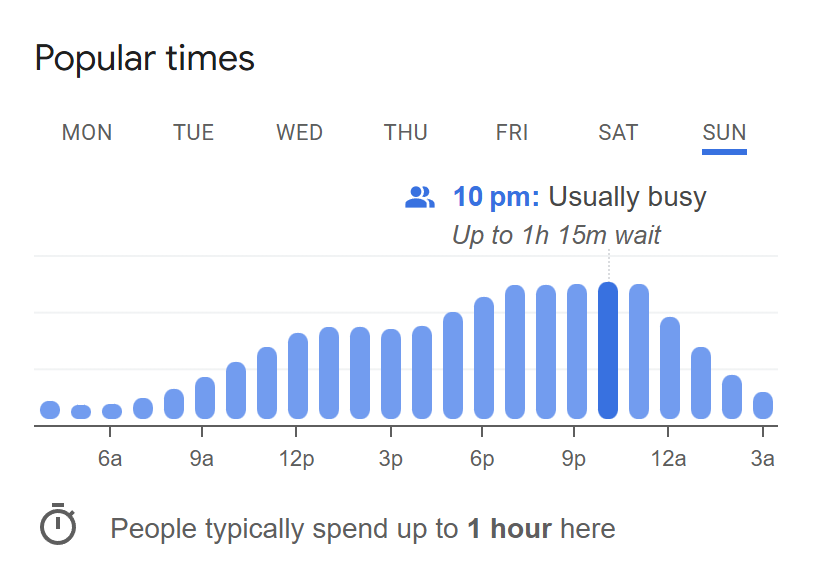 Popular times
MON TUE WED THU FRI SAT SUN
10 pm: Usually busy
Up to 1h 15m wait
6a 9a 12p 3p 6p 9p 12a 3a
People typically spend up to 1 hour here